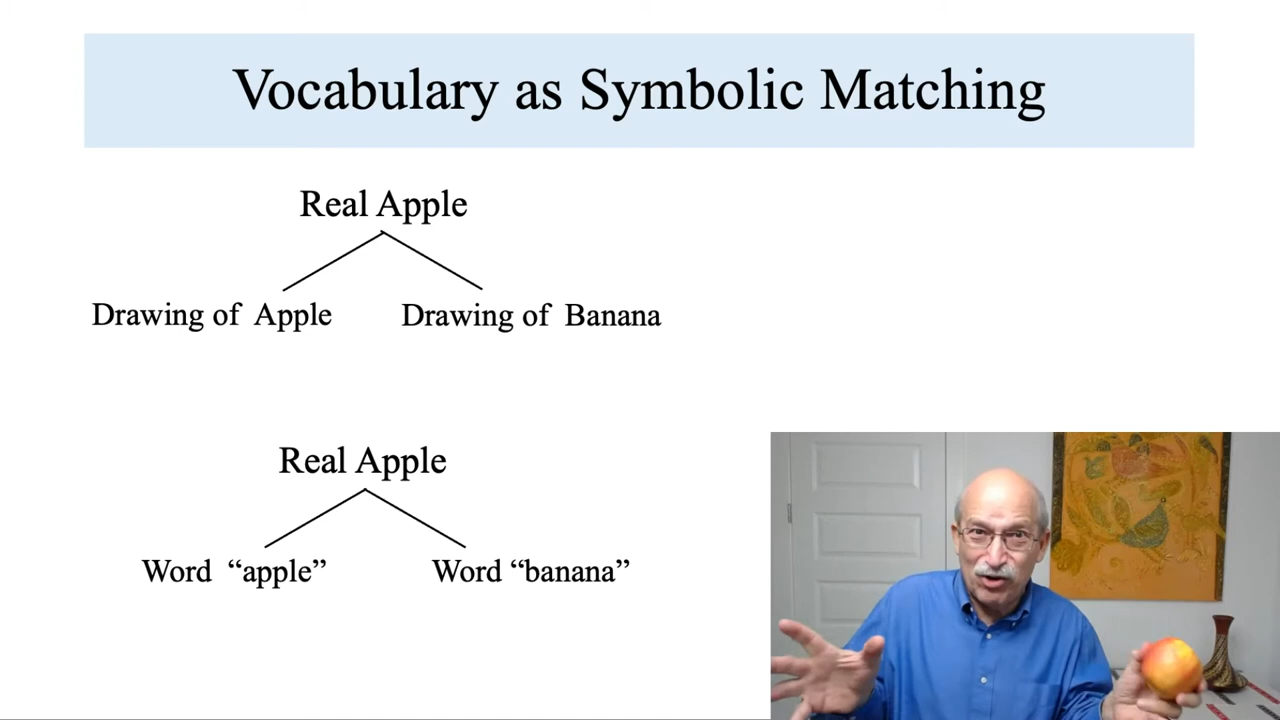 Vocabulary as Symbolic Matching
Real Apple
Drawing of Apple Drawing of Banana
Real Apple
Word “apple” Word “banana”